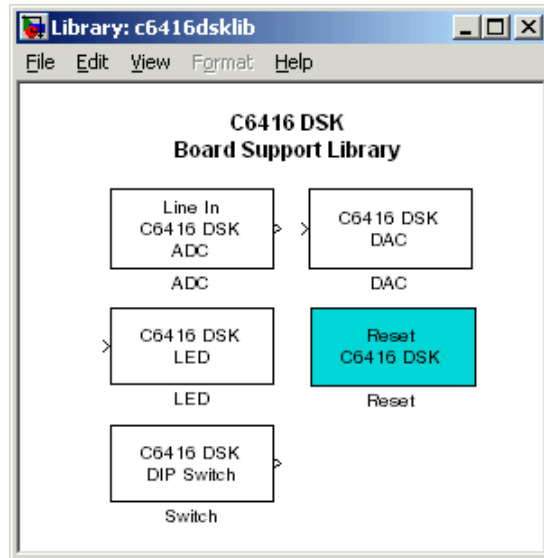 Library: c6416dsklib
File Edit View Format Help
C6416 DSK
Board Support Library
Line In
C6416 DSK
ADC
ADC
C6416 DSK
DAC
DAC
C6416 DSK
LED
LED
Reset
C6416 DSK
Reset
C6416 DSK
DIP Switch
Switch